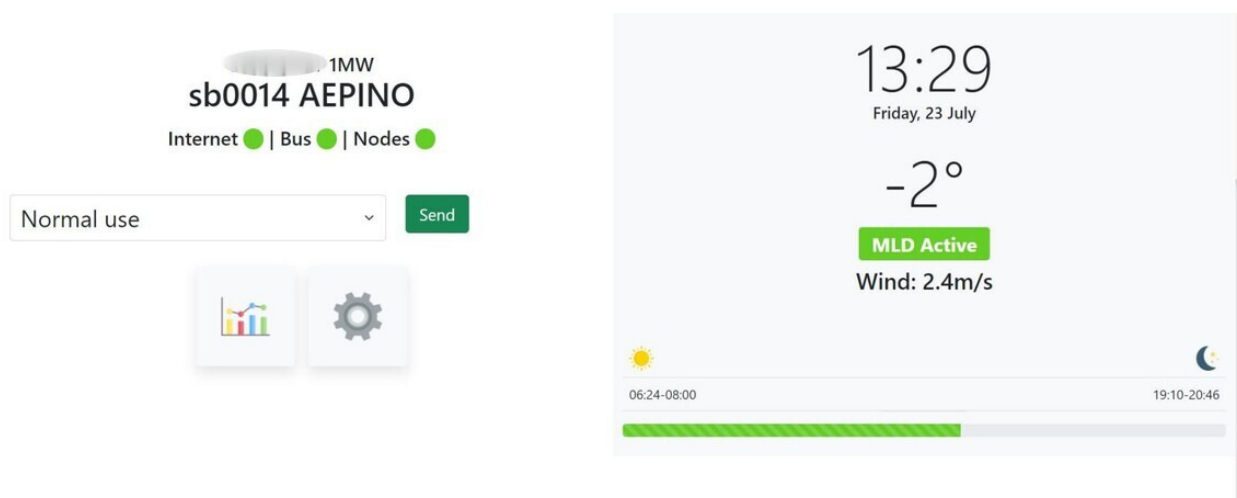 1MW
sb0014 AEPINO
Internet | Bus | Nodes
Normal use
Send
13:29
Friday, 23 July
-2°
MLD Active
Wind: 2.4m/s
06:24-08:00 19:10-20:46